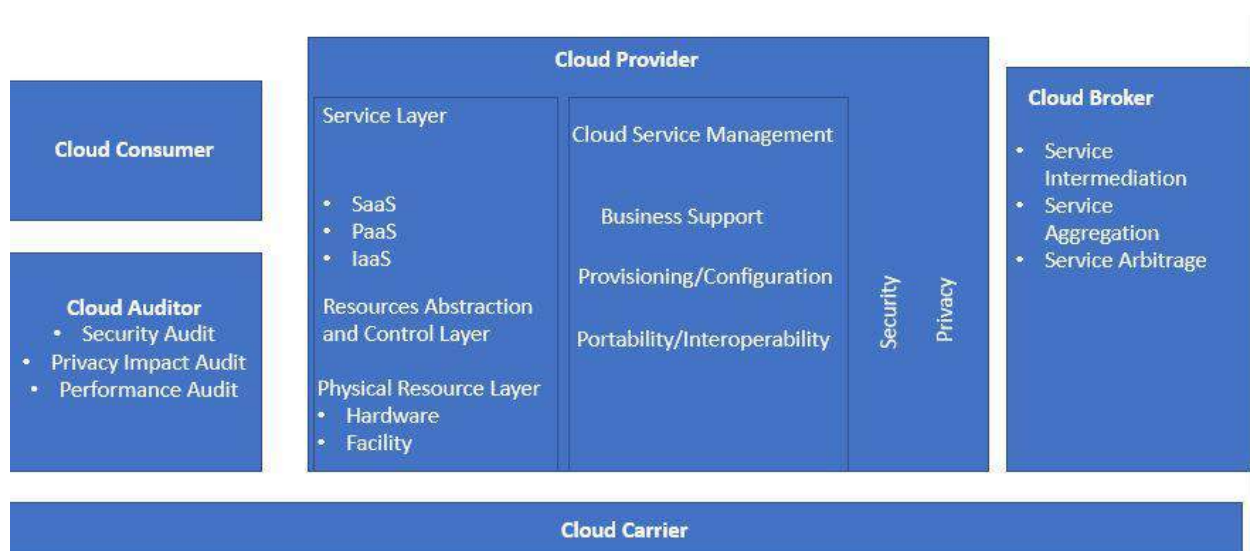 Cloud Consumer
Cloud Auditor
• Security Audit
• Privacy Impact Audit
• Performance Audit
Cloud Provider
Service Layer
• SaaS
• PaaS
• IaaS
Resources Abstraction
and Control Layer
Physical Resource Layer
• Hardware
• Facility
Cloud Service Management
Business Support
Provisioning/Configuration
Portability/Interoperability
Security
Privacy
Cloud Broker
• Service
Intermediation
• Service
Aggregation
• Service Arbitrage
Cloud Carrier